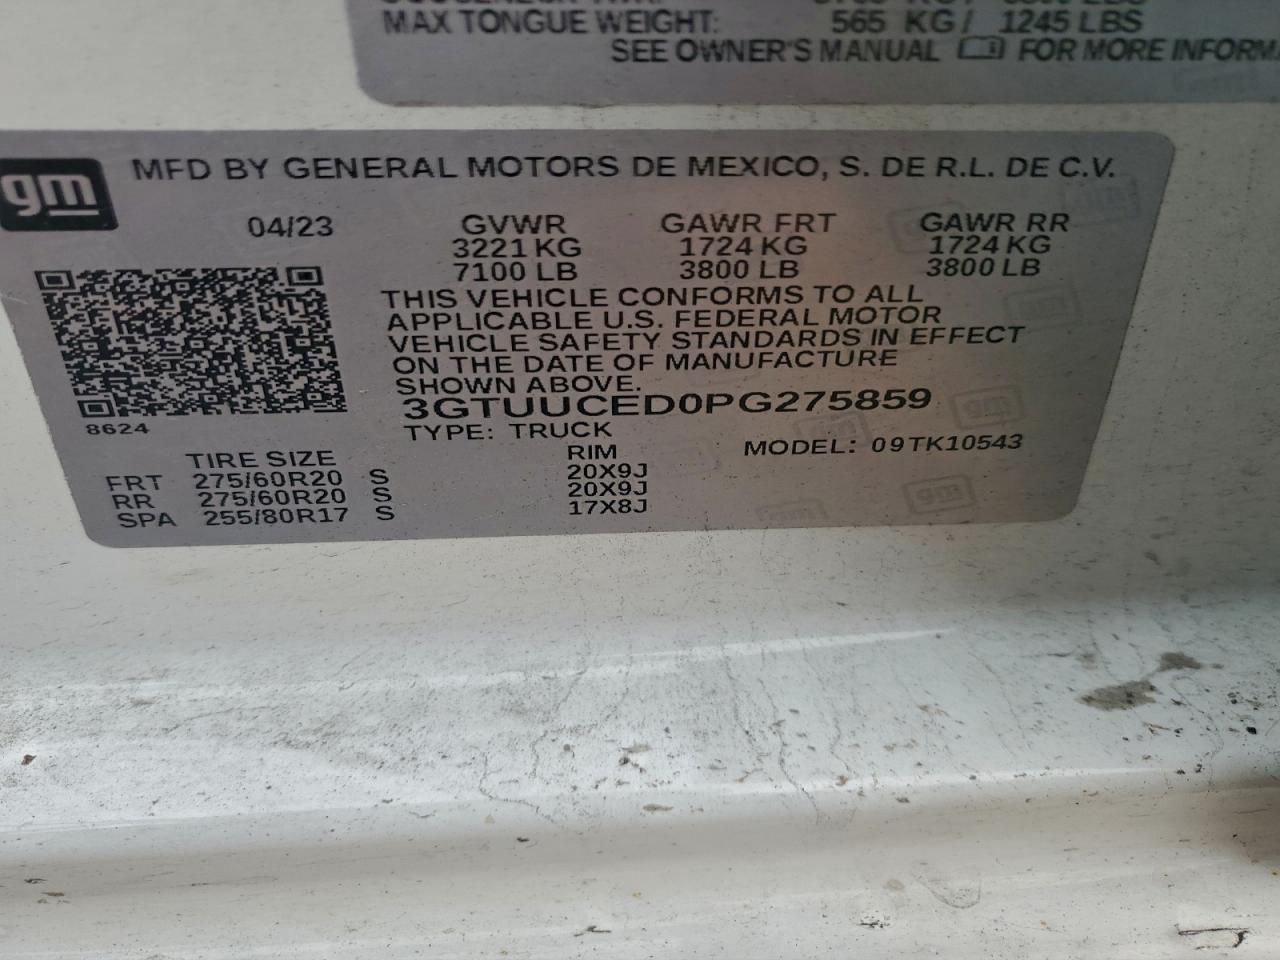 MAX TONGUE WEIGHT: 565 KG / 1245 LBS
SEE OWNER'S MANUAL FOR MORE
gm MFD BY GENERAL MOTORS DE MEXICO, S. DE R.L. DE C.V.
04/23 GVWR GAWR FRT GAWR RR
3221 KG 1724 KG 1724 KG
7100 LB 3800 LB 3800 LB
THIS VEHICLE CONFORMS TO ALL
APPLICABLE U.S. FEDERAL MOTOR
VEHICLE SAFETY STANDARDS IN EFFECT
ON THE DATE OF MANUFACTURE
SHOWN ABOVE.
3GTUUCED0PG275859
8624
TYPE: TRUCK MODEL: 09TK10543
TIRE SIZE RIM
FRT 275/60R20 S 20X9J
RR 275/60R20 S 20X9J
SPA 255/80R17 S 17X8J